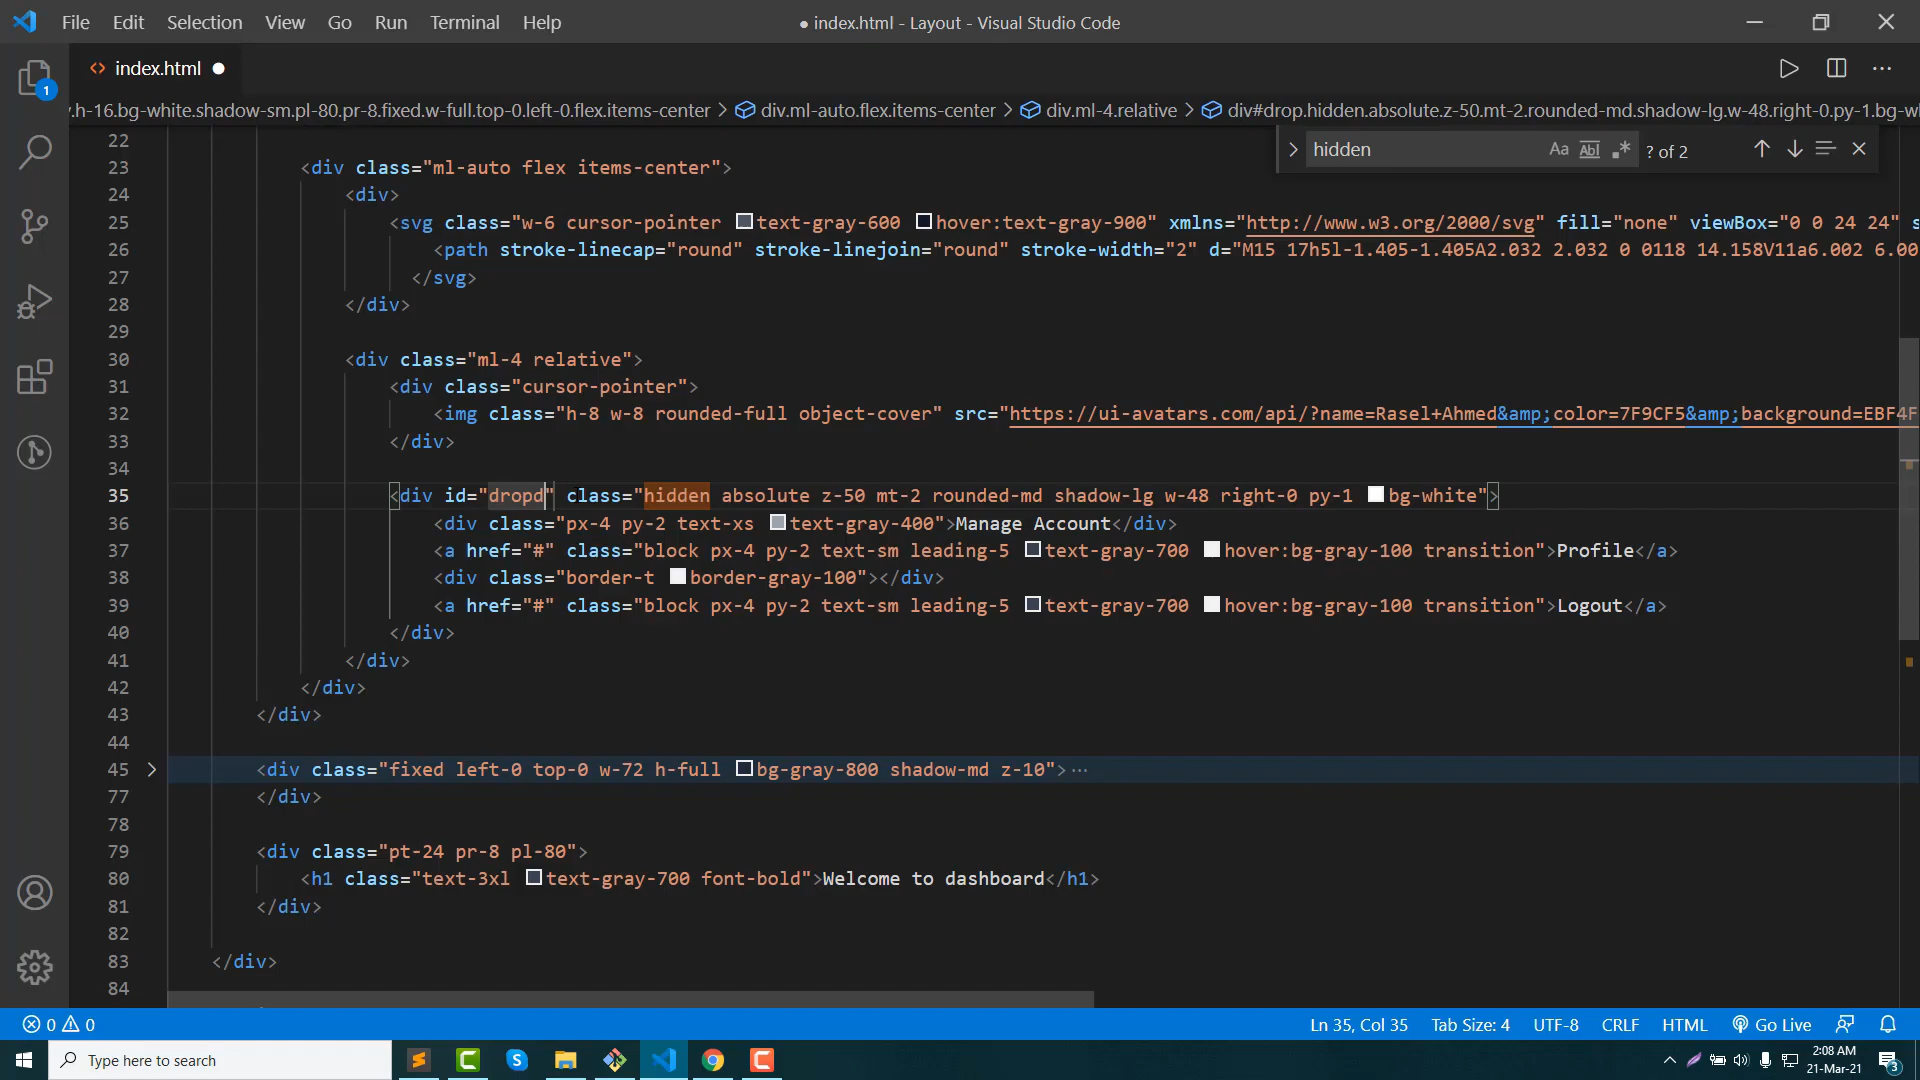 File Edit Selection View Go Run Terminal Help
● index.html - Layout - Visual Studio Code
1
<> index.html ●
.h-16.bg-white.shadow-sm.pl-80.pr-8.fixed.w-full.top-0.left-0.flex.items-center > div.ml-auto.flex.items-center > div.ml-4.relative > div#drop.hidden.absolute.z-50.mt-2.rounded-md.shadow-lg.w-48.right-0.py-1.bg-wh
hidden Aa Abl .* ? of 2
22
23 <div class="ml-auto flex items-center">
24 <div>
25 <svg class="w-6 cursor-pointer text-gray-600 hover:text-gray-900" xmlns="http://www.w3.org/2000/svg" fill="none" viewBox="0 0 24 24" s
26 <path stroke-linecap="round" stroke-linejoin="round" stroke-width="2" d="M15 17h5l-1.405-1.405A2.032 2.032 0 0118 14.158V11a6.002 6.00
27 </svg>
28 </div>
29
30 <div class="ml-4 relative">
31 <div class="cursor-pointer">
32 <img class="h-8 w-8 rounded-full object-cover" src="https://ui-avatars.com/api/?name=Rasel+Ahmed&amp;color=7F9CF5&amp;background=EBF4F
33 </div>
34
35 <div id="dropd" class="hidden absolute z-50 mt-2 rounded-md shadow-lg w-48 right-0 py-1 bg-white">
36 <div class="px-4 py-2 text-xs text-gray-400">Manage Account</div>
37 <a href="#" class="block px-4 py-2 text-sm leading-5 text-gray-700 hover:bg-gray-100 transition">Profile</a>
38 <div class="border-t border-gray-100"></div>
39 <a href="#" class="block px-4 py-2 text-sm leading-5 text-gray-700 hover:bg-gray-100 transition">Logout</a>
40 </div>
41 </div>
42 </div>
43 </div>
44
45 <div class="fixed left-0 top-0 w-72 h-full bg-gray-800 shadow-md z-10">…
77 </div>
78
79 <div class="pt-24 pr-8 pl-80">
80 <h1 class="text-3xl text-gray-700 font-bold">Welcome to dashboard</h1>
81 </div>
82
83 </div>
84
0 0 Ln 35, Col 35 Tab Size: 4 UTF-8 CRLF HTML Go Live
Type here to search
2:08 AM
21-Mar-21
3